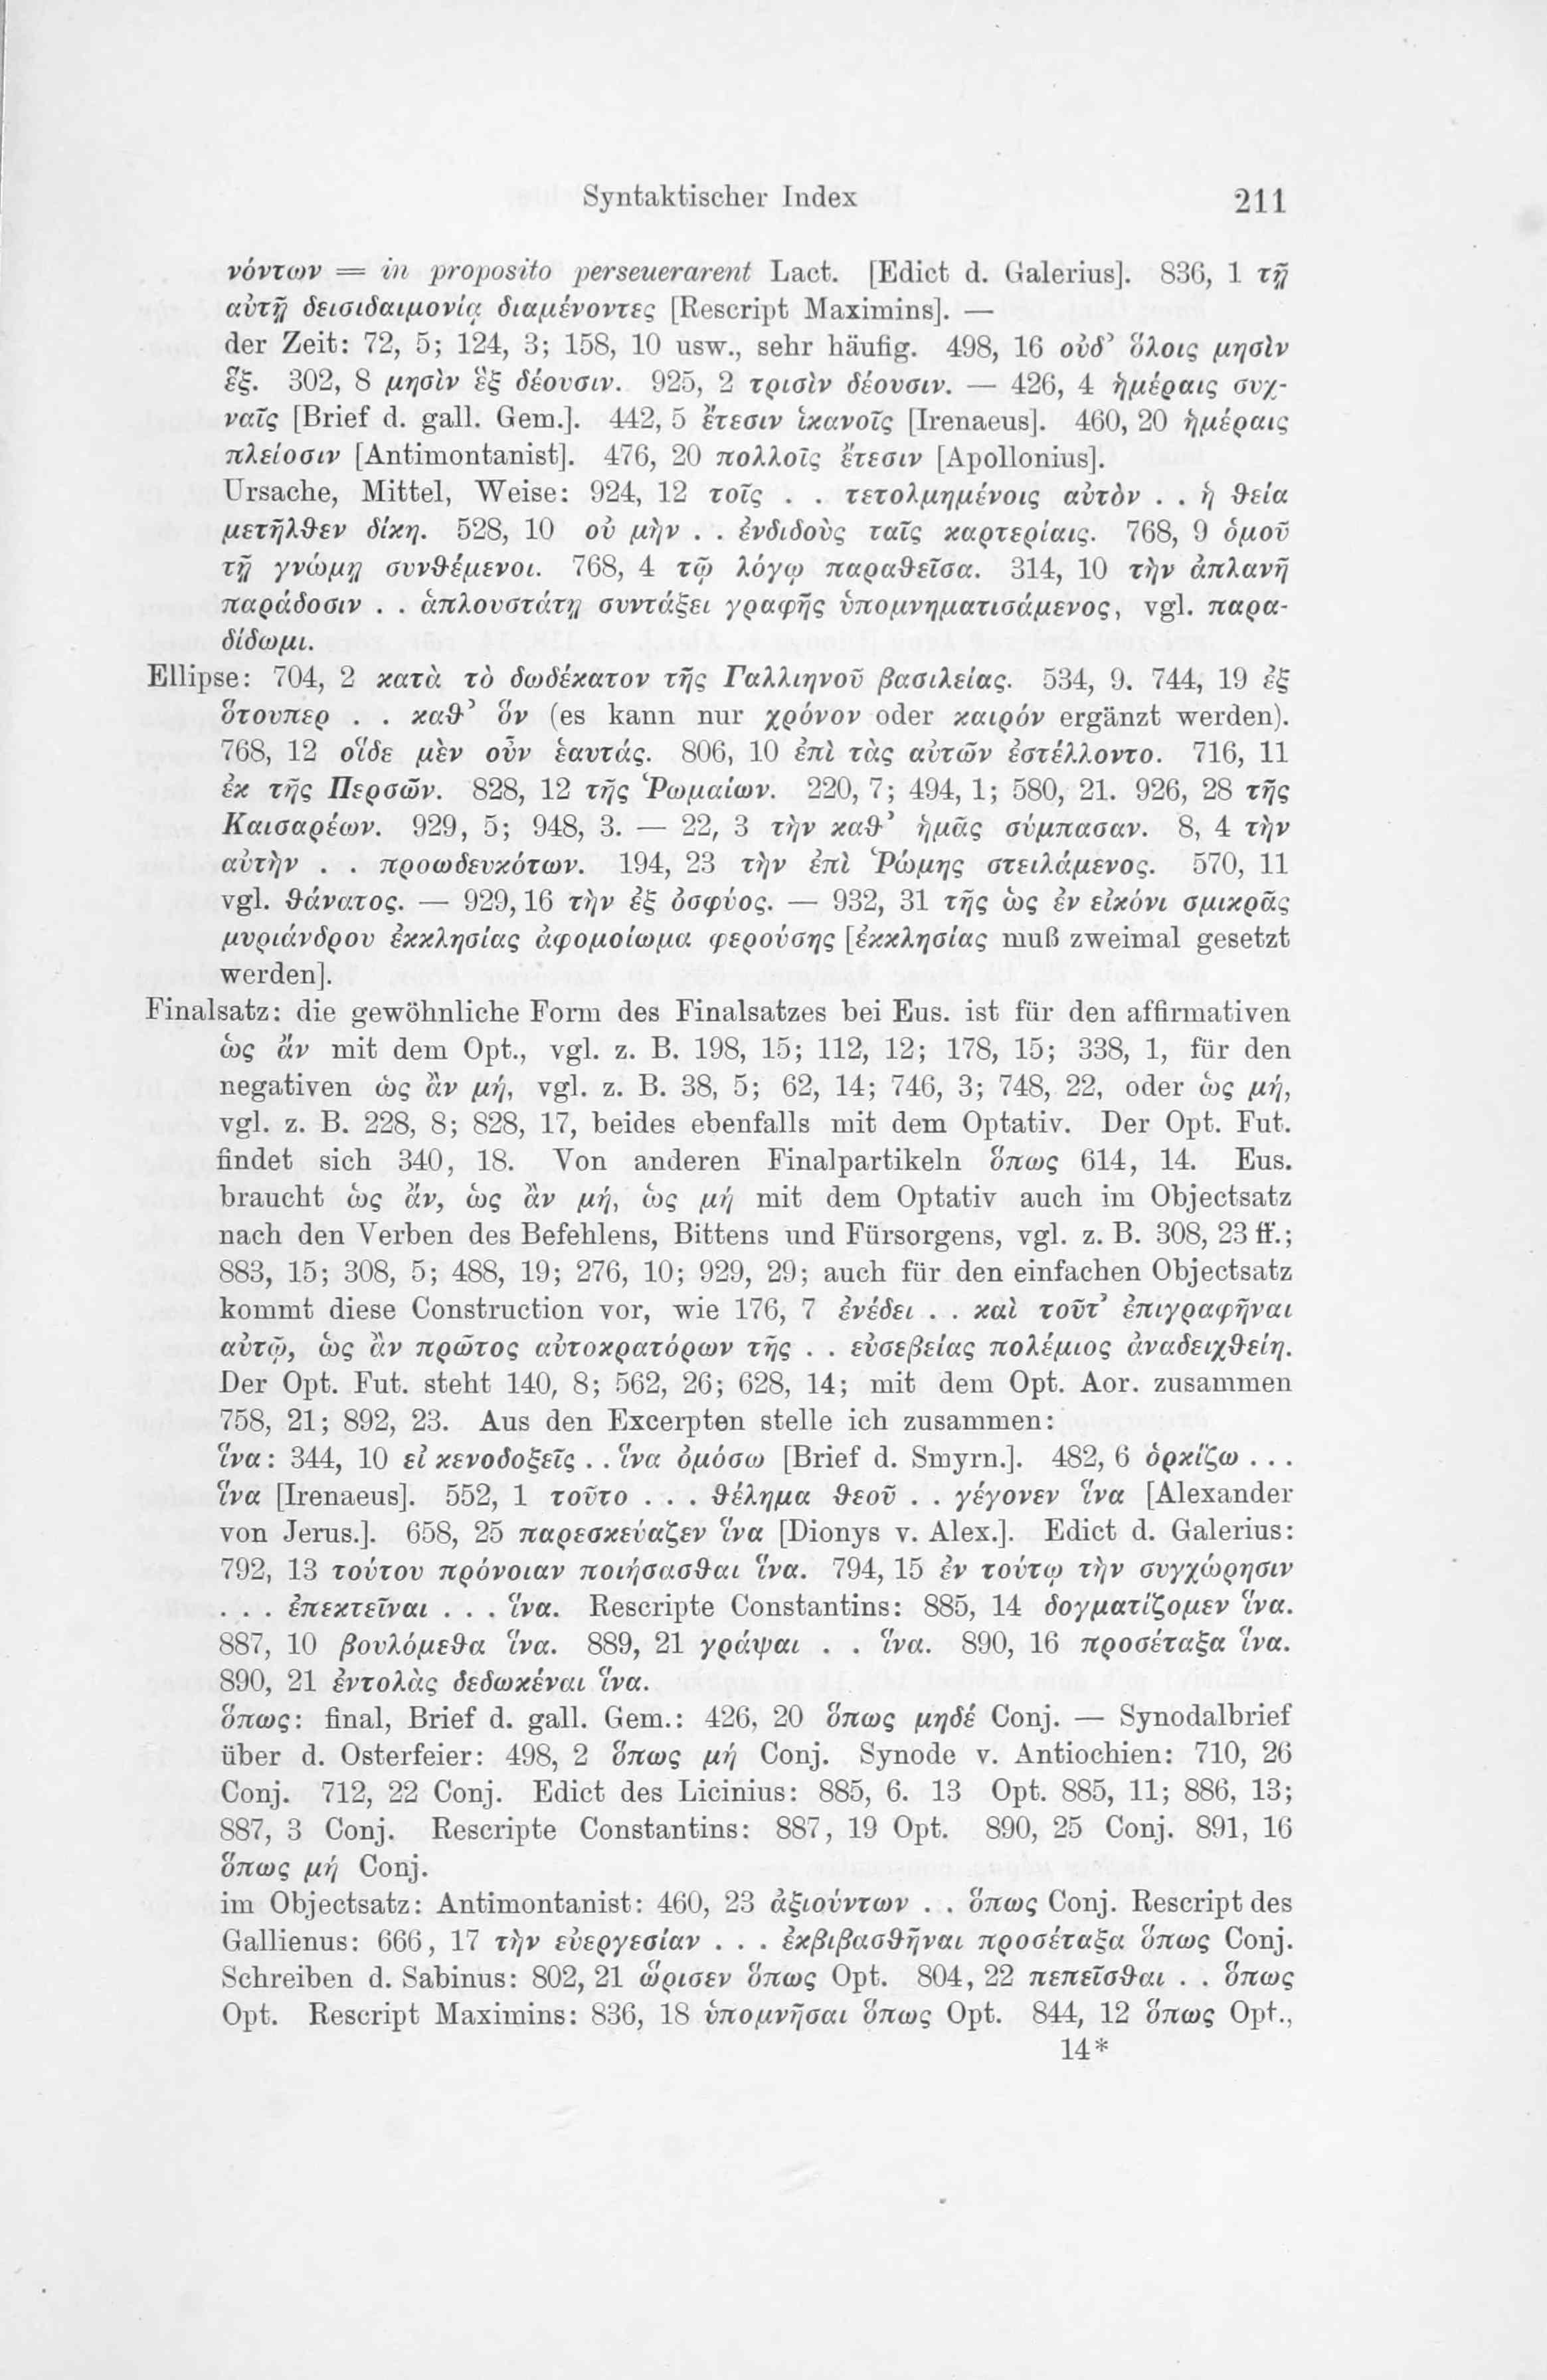 Syntaktischer Index 211
νόντων = in proposito perseuerarent Lact. [Edict d. Galerius]. 836, 1 τῇ
αὐτῇ δεισιδαιμονίᾳ διαμένοντες [Rescript Maximins]. —
der Zeit: 72, 5; 124, 3; 158, 10 usw., sehr häufig. 498, 16 οὐδ’ ὅλοις μησὶν
ἕξ. 302, 8 μησὶν ἓξ δέουσιν. 925, 2 τρισὶν δέουσιν. — 426, 4 ἡμέραις συχ-
ναῖς [Brief d. gall. Gem.]. 442, 5 ἔτεσιν ἱκανοῖς [Irenaeus]. 460, 20 ἡμέραις
πλείοσιν [Antimontanist]. 476, 20 πολλοῖς ἔτεσιν [Apollonius].
Ursache, Mittel, Weise: 924, 12 τοῖς . . τετολμημένοις αὐτὸν . . ἡ ϑεία
μετῆλϑεν δίκη. 528, 10 οὐ μὴν . . ἐνδιδοὺς ταῖς καρτερίαις. 768, 9 ὁμοῦ
τῇ γνώμῃ συνϑέμενοι. 768, 4 τῷ λόγῳ παραϑεῖσα. 314, 10 τὴν ἀπλανῆ
παράδοσιν . . ἁπλουστάτῃ συντάξει γραφῆς ὑπομνηματισάμενος, vgl. παρα-
δίδωμι.
Ellipse: 704, 2 κατὰ τὸ δωδέκατον τῆς Γαλλιηνοῦ βασιλείας. 534, 9. 744, 19 ἐξ
ὅτουπερ . . καϑ’ ὃν (es kann nur χρόνον oder καιρόν ergänzt werden).
768, 12 οἵδε μὲν οὖν ἑαυτάς. 806, 10 ἐπὶ τὰς αὐτῶν ἐστέλλοντο. 716, 11
ἐκ τῆς Περσῶν. 828, 12 τῆς Ῥωμαίων. 220, 7; 494, 1; 580, 21. 926, 28 τῆς
Καισαρέων. 929, 5; 948, 3. — 22, 3 τὴν καϑ’ ἡμᾶς σύμπασαν. 8, 4 τὴν
αὐτὴν . . προωδευκότων. 194, 23 τὴν ἐπὶ Ῥώμης στειλάμενος. 570, 11
vgl. ϑάνατος. — 929, 16 τὴν ἐξ ὀσφύος. — 932, 31 τῆς ὡς ἐν εἰκόνι σμικρᾶς
μυριάνδρου ἐκκλησίας ἀφομοίωμα φερούσης [ἐκκλησίας muß zweimal gesetzt
werden].
Finalsatz: die gewöhnliche Form des Finalsatzes bei Eus. ist für den affirmativen
ὡς ἄν mit dem Opt., vgl. z. B. 198, 15; 112, 12; 178, 15; 338, 1, für den
negativen ὡς ἂν μή, vgl. z. B. 38, 5; 62, 14; 746, 3; 748, 22, oder ὡς μή,
vgl. z. B. 228, 8; 828, 17, beides ebenfalls mit dem Optativ. Der Opt. Fut.
findet sich 340, 18. Von anderen Finalpartikeln ὅπως 614, 14. Eus.
braucht ὡς ἄν, ὡς ἂν μή, ὡς μή mit dem Optativ auch im Objectsatz
nach den Verben des Befehlens, Bittens und Fürsorgens, vgl. z. B. 308, 23 ff.;
883, 15; 308, 5; 488, 19; 276, 10; 929, 29; auch für den einfachen Objectsatz
kommt diese Construction vor, wie 176, 7 ἐνέδει . . καὶ τοῦτ’ ἐπιγραφῆναι
αὐτῷ, ὡς ἂν πρῶτος αὐτοκρατόρων τῆς . . εὐσεβείας πολέμιος ἀναδειχϑείη.
Der Opt. Fut. steht 140, 8; 562, 26; 628, 14; mit dem Opt. Aor. zusammen
758, 21; 892, 23. Aus den Excerpten stelle ich zusammen:
ἵνα: 344, 10 εἰ κενοδοξεῖς . . ἵνα ὀμόσω [Brief d. Smyrn.]. 482, 6 ὁρκίζω . . .
ἵνα [Irenaeus]. 552, 1 τοῦτο . . . ϑέλημα ϑεοῦ . . γέγονεν ἵνα [Alexander
von Jerus.]. 658, 25 παρεσκεύαζεν ἵνα [Dionys v. Alex.]. Edict d. Galerius:
792, 13 τούτου πρόνοιαν ποιήσασϑαι ἵνα. 794, 15 ἐν τούτῳ τὴν συγχώρησιν
. . . ἐπεκτεῖναι . . . ἵνα. Rescripte Constantins: 885, 14 δογματίζομεν ἵνα.
887, 10 βουλόμεϑα ἵνα. 889, 21 γράψαι . . ἵνα. 890, 16 προσέταξα ἵνα.
890, 21 ἐντολὰς δεδωκέναι ἵνα.
ὅπως: final, Brief d. gall. Gem.: 426, 20 ὅπως μηδέ Conj. — Synodalbrief
über d. Osterfeier: 498, 2 ὅπως μή Conj. Synode v. Antiochien: 710, 26
Conj. 712, 22 Conj. Edict des Licinius: 885, 6. 13 Opt. 885, 11; 886, 13;
887, 3 Conj. Rescripte Constantins: 887, 19 Opt. 890, 25 Conj. 891, 16
ὅπως μή Conj.
im Objectsatz: Antimontanist: 460, 23 ἀξιούντων . . ὅπως Conj. Rescript des
Gallienus: 666, 17 τὴν εὐεργεσίαν . . . ἐκβιβασϑῆναι προσέταξα ὅπως Conj.
Schreiben d. Sabinus: 802, 21 ὥρισεν ὅπως Opt. 804, 22 πεπεῖσϑαι . . ὅπως
Opt. Rescript Maximins: 836, 18 ὑπομνῆσαι ὅπως Opt. 844, 12 ὅπως Opt.,
14*